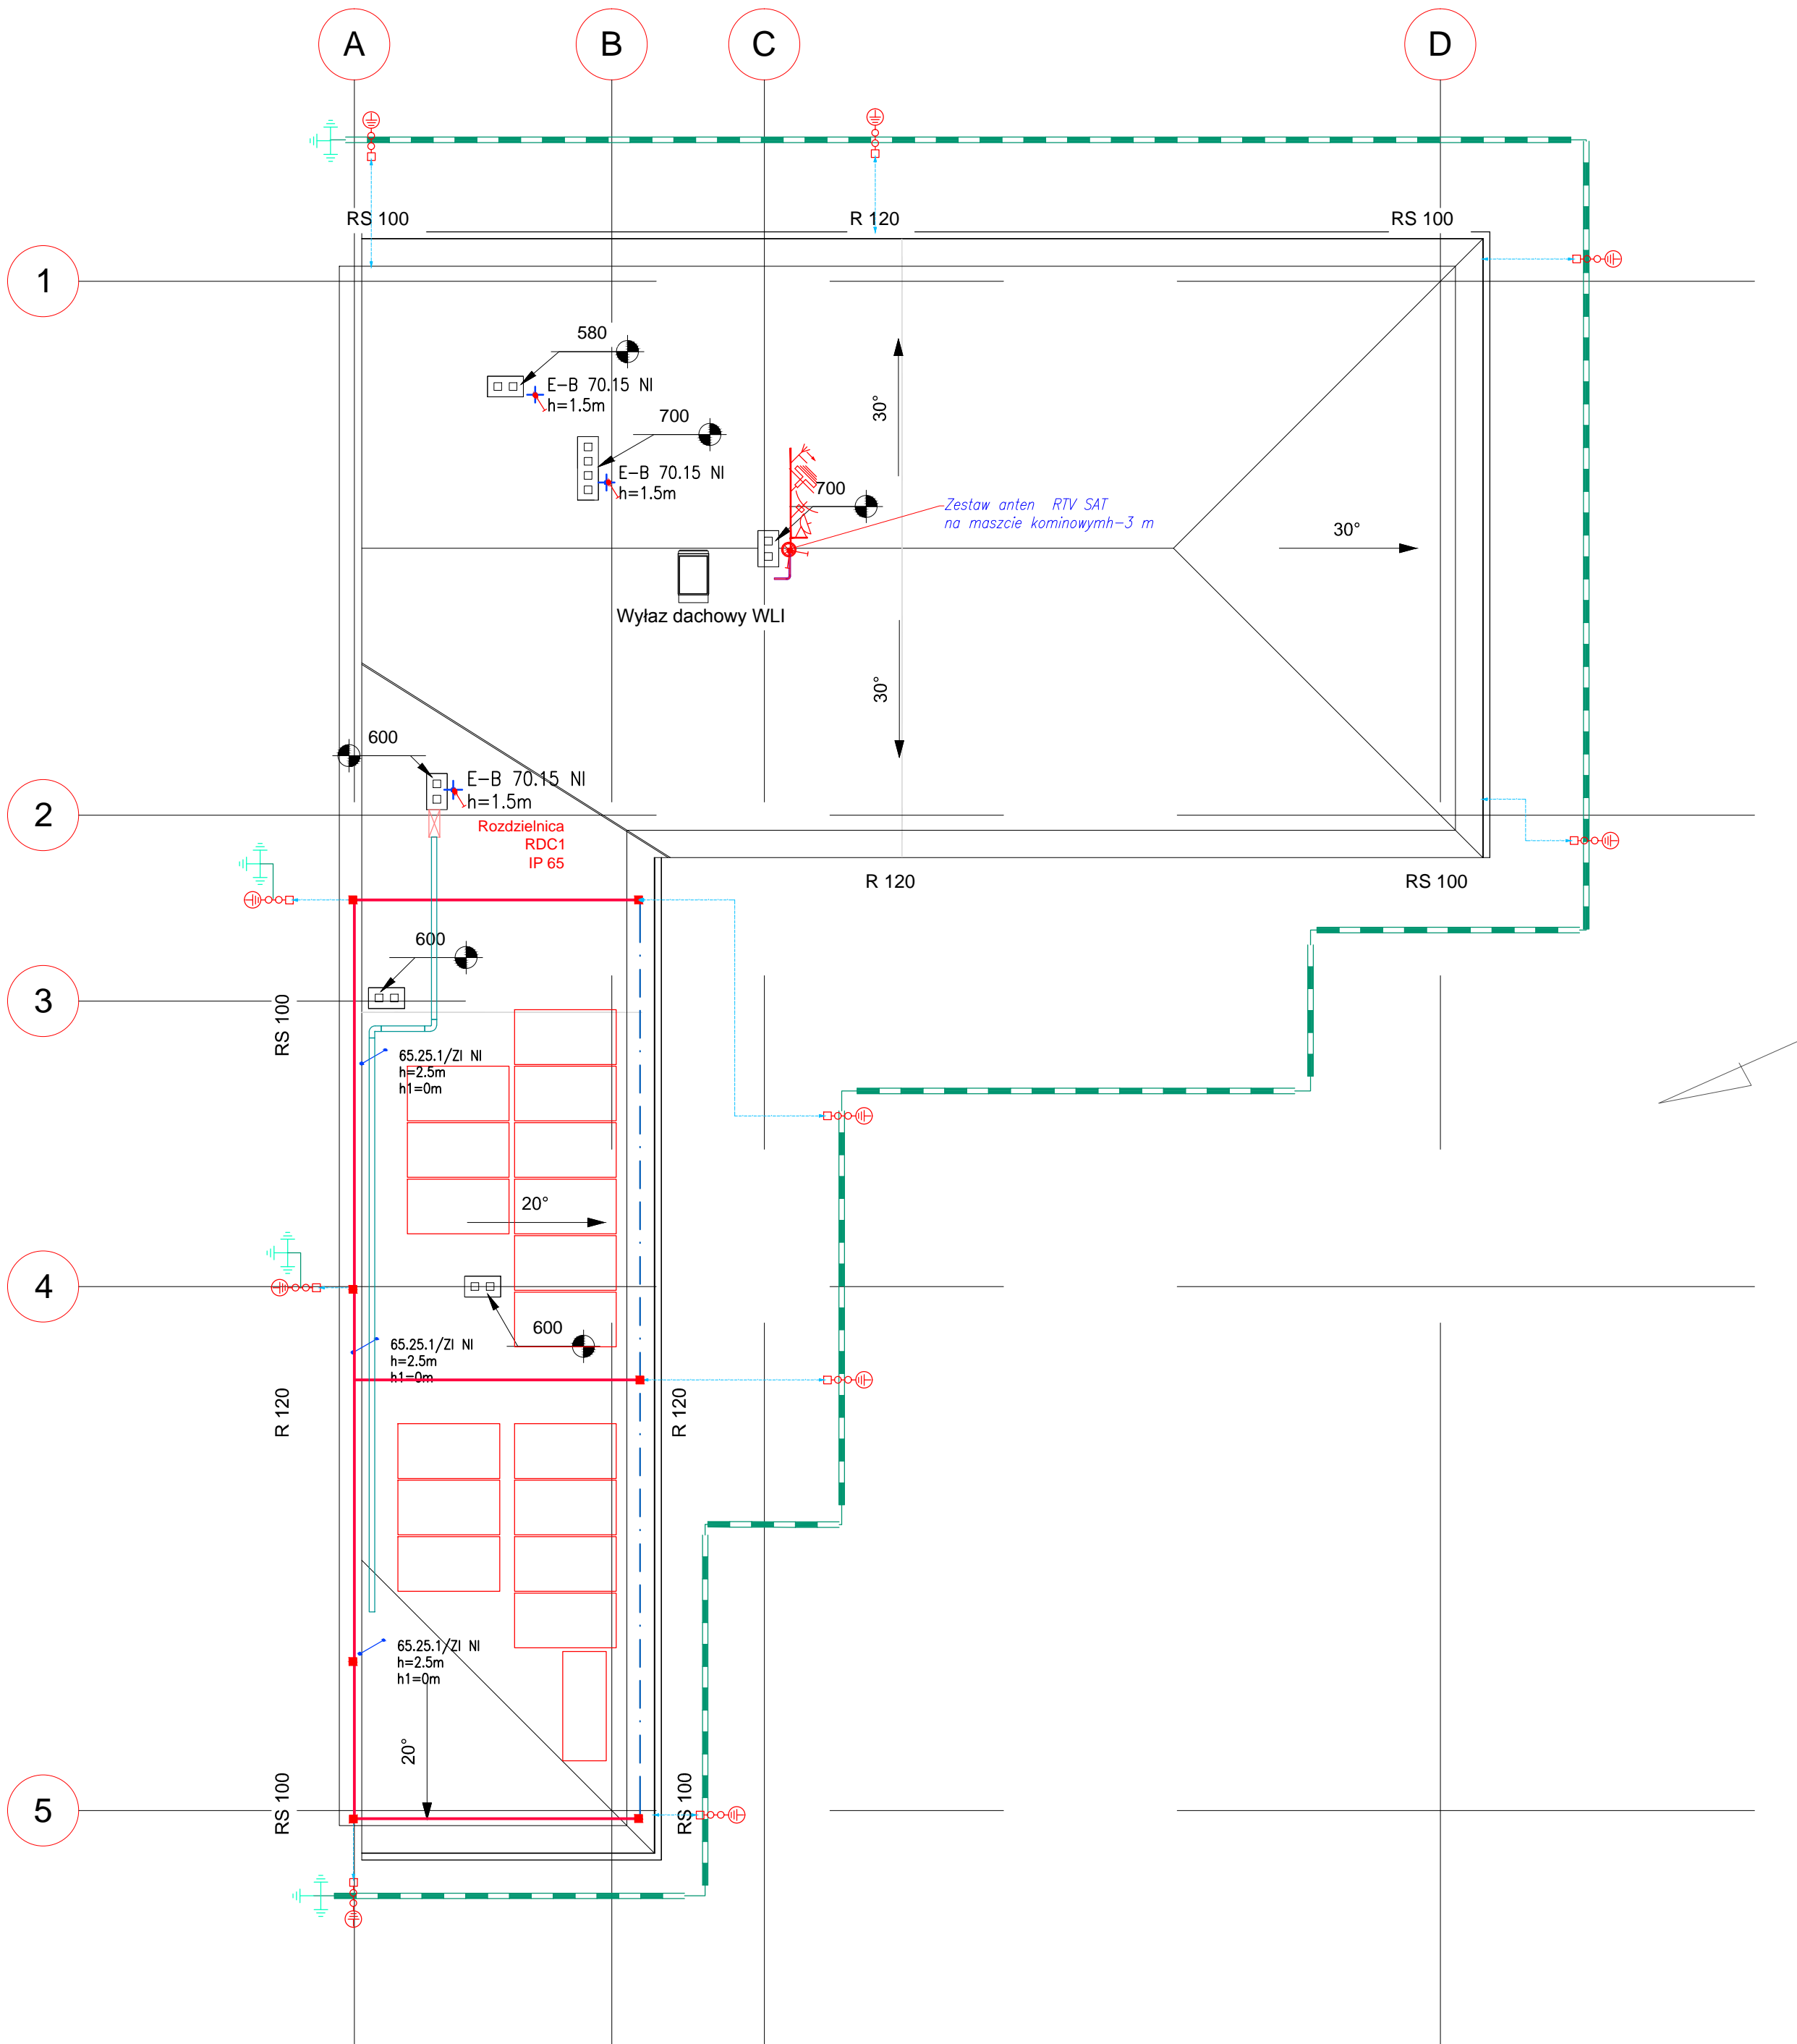 A
B
C
D
RS 100
R 120
RS 100
1
580
E-B 70.15 NI
h=1.5m
700
E-B 70.15 NI
h=1.5m
30°
700
Zestaw anten RTV SAT
na maszcie kominowymh-3 m
30°
Wyłaz dachowy WLI
30°
600
E-B 70.15 NI
h=1.5m
2
Rozdzielnica
RDC1
IP 65
R 120
RS 100
600
3
RS 100
65.25.1/ZI NI
h=2.5m
h1=0m
20°
4
600
65.25.1/ZI NI
h=2.5m
h1=0m
R 120
R 120
65.25.1/ZI NI
h=2.5m
h1=0m
20°
RS 100
RS 100
5